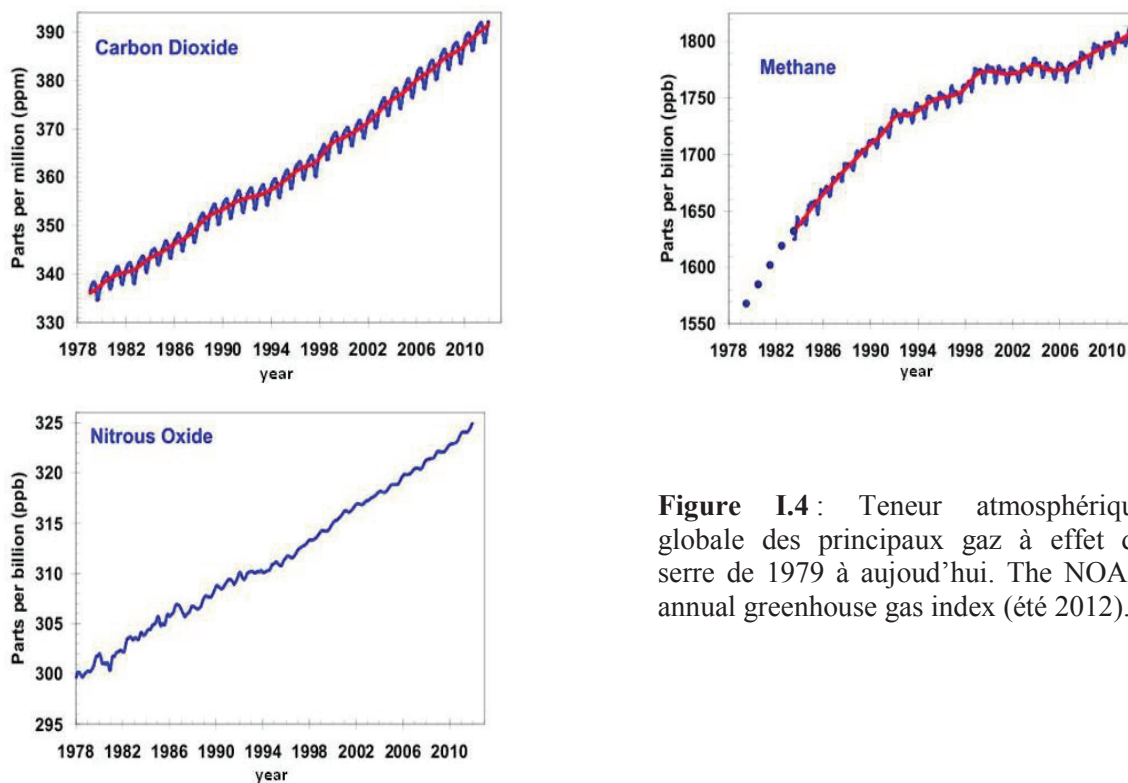 Carbon Dioxide
Parts per million (ppm)
390
380
370
360
350
340
330
1978 1982 1986 1990 1994 1998 2002 2006 2010
year
Methane
Parts per billion (ppb)
1800
1750
1700
1650
1600
1550
1978 1982 1986 1990 1994 1998 2002 2006 2010
year
Nitrous Oxide
Parts per billion (ppb)
325
320
315
310
305
300
295
1978 1982 1986 1990 1994 1998 2002 2006 2010
year
Figure I.4 : Teneur atmosphériqu
globale des principaux gaz à effet d
serre de 1979 à aujoud’hui. The NOA
annual greenhouse gas index (été 2012).